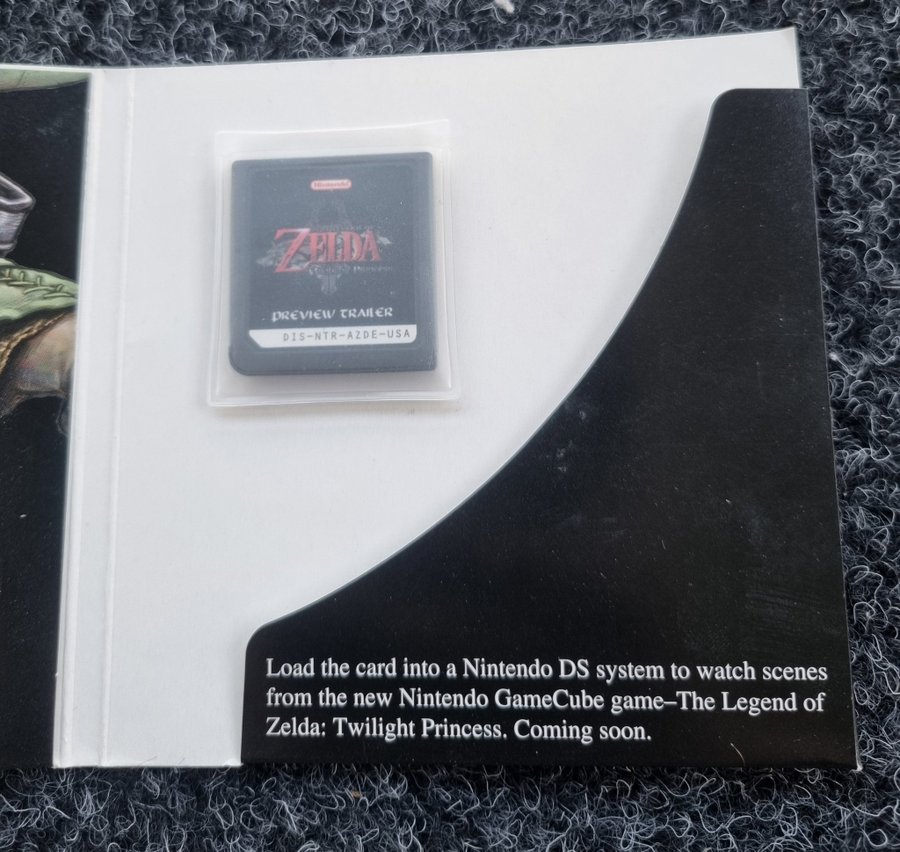 Nintendo
ZELDA
Princess
PREVIEW TRAILER
DIS-NTR-AZDE-USA
Load the card into a Nintendo DS system to watch scenes
from the new Nintendo GameCube game–The Legend of
Zelda: Twilight Princess. Coming soon.